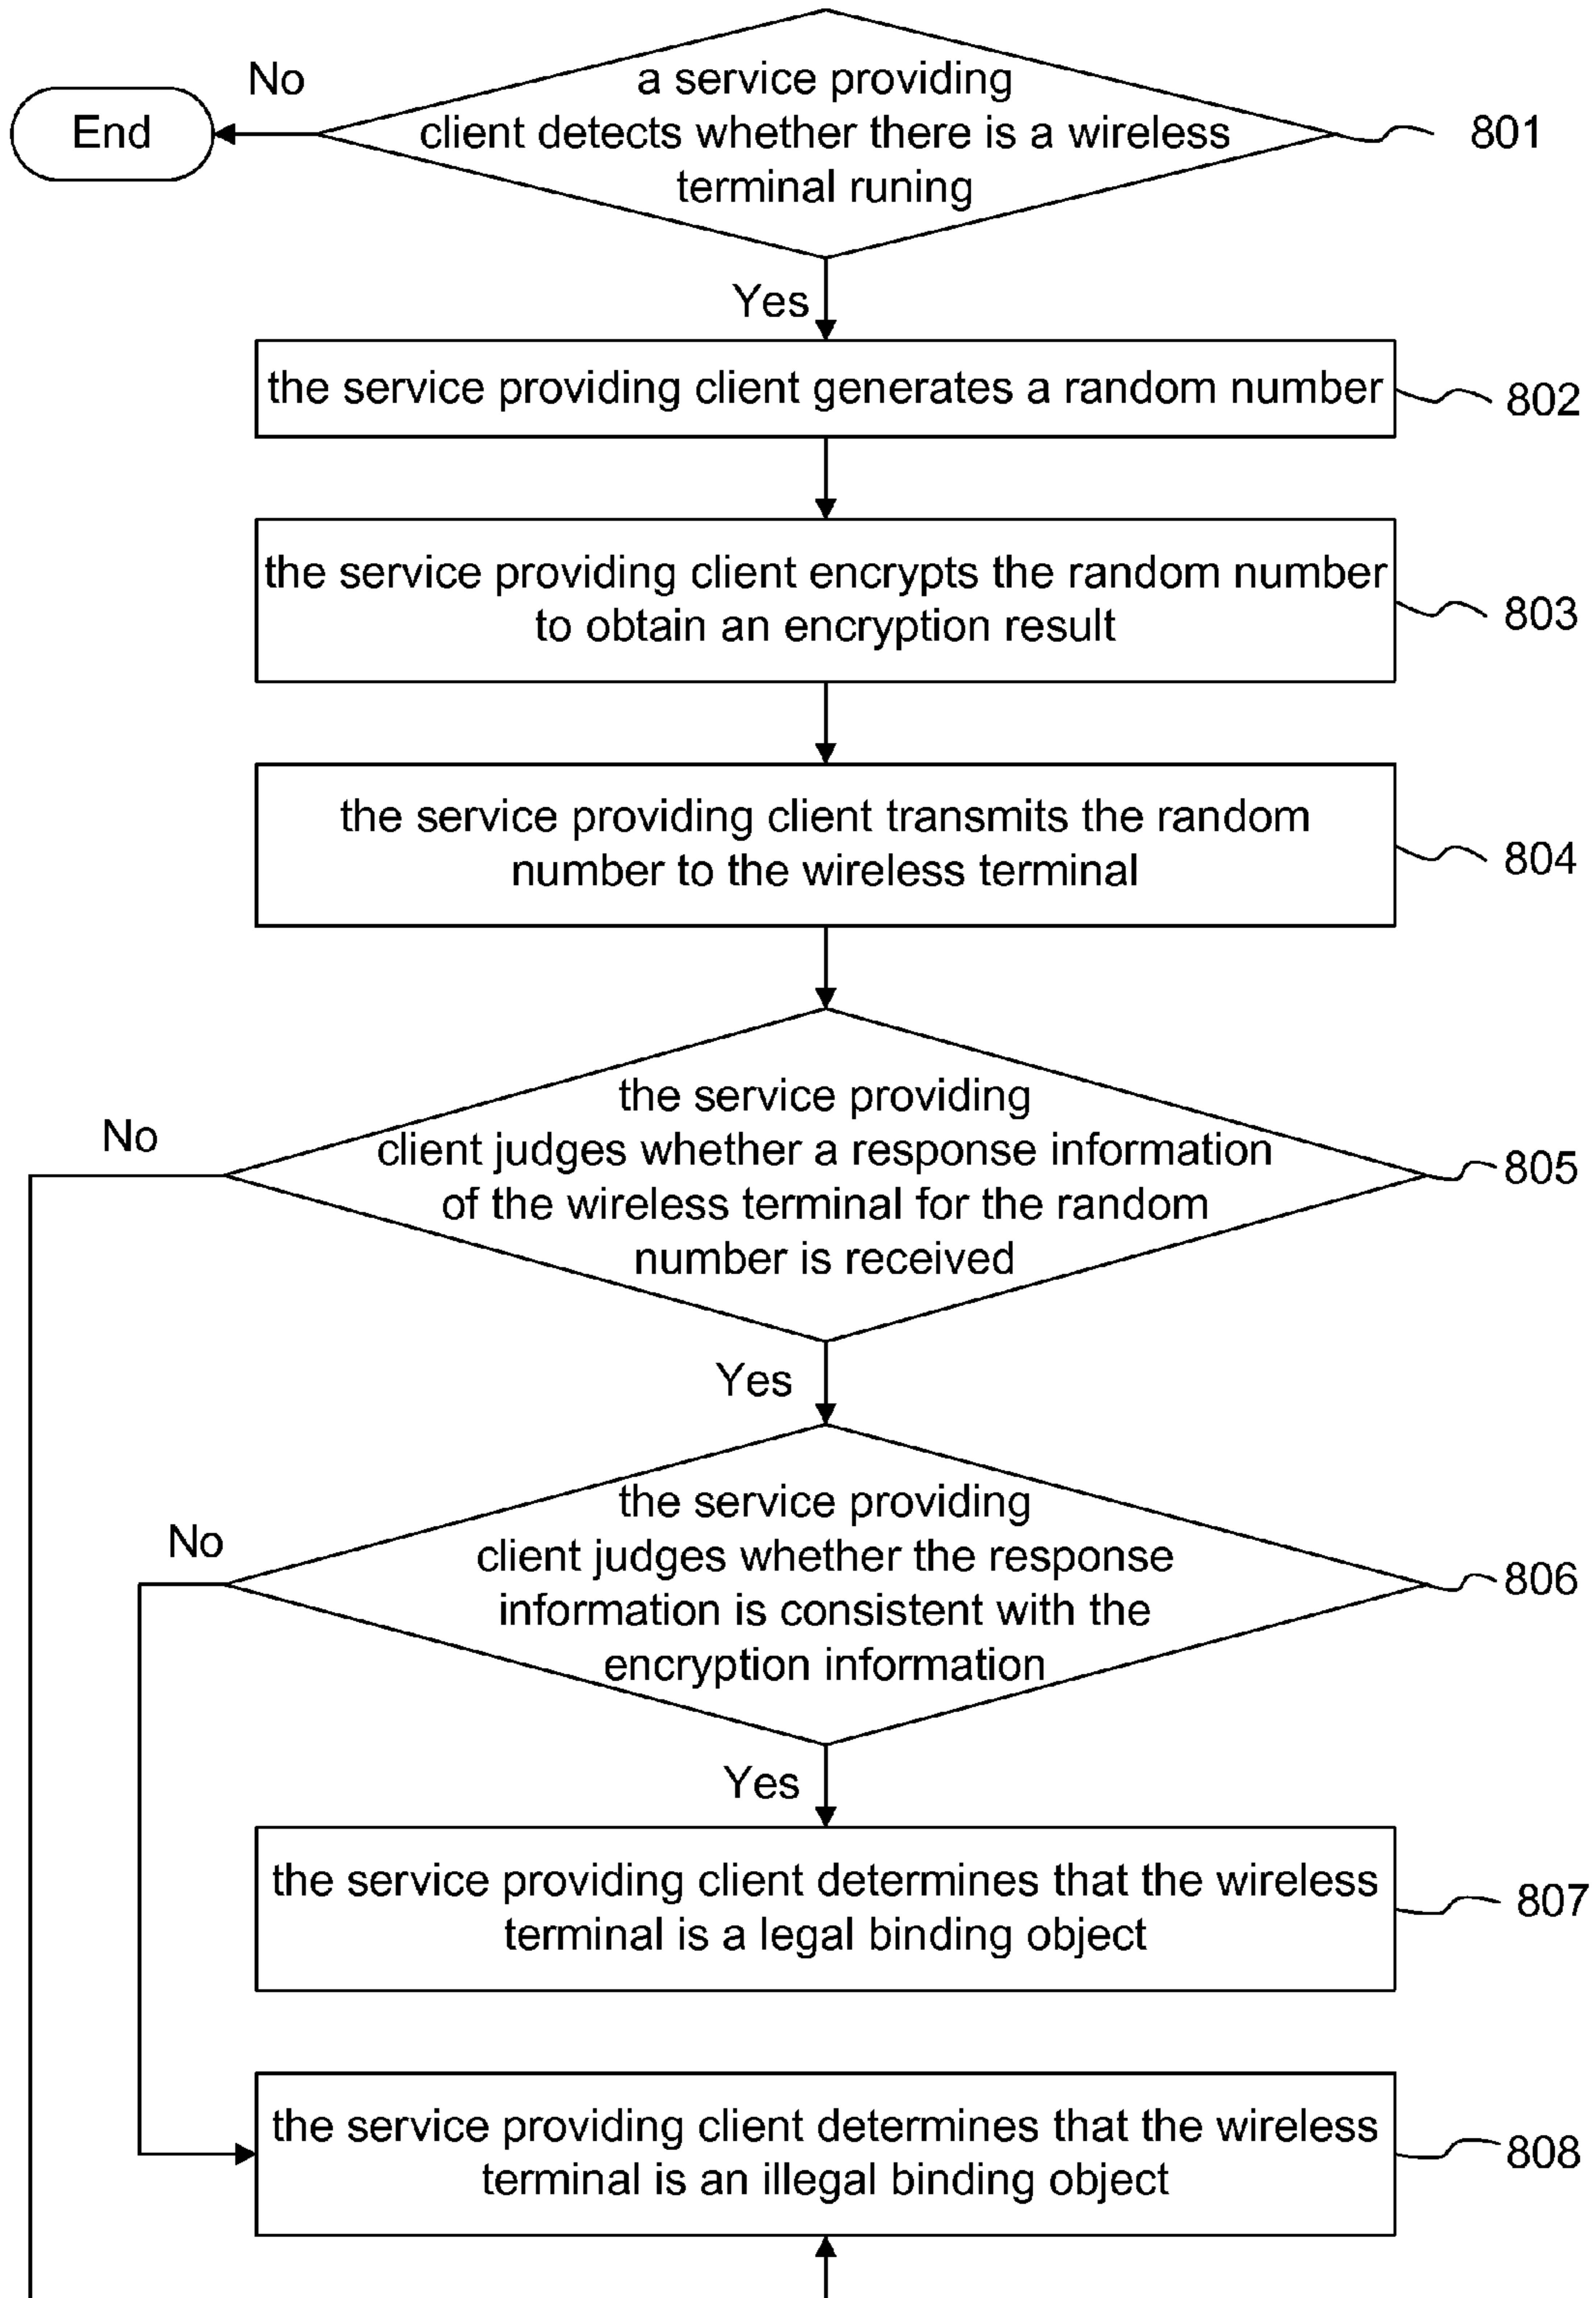 a service providing
client detects whether there is a wireless
terminal runing
801
No
End
Yes
the service providing client generates a random number
802
the service providing client encrypts the random number
to obtain an encryption result
803
the service providing client transmits the random
number to the wireless terminal
804
the service providing
client judges whether a response information
of the wireless terminal for the random
number is received
805
No
Yes
the service providing
client judges whether the response
information is consistent with the
encryption information
806
No
Yes
the service providing client determines that the wireless
terminal is a legal binding object
807
the service providing client determines that the wireless
terminal is an illegal binding object
808